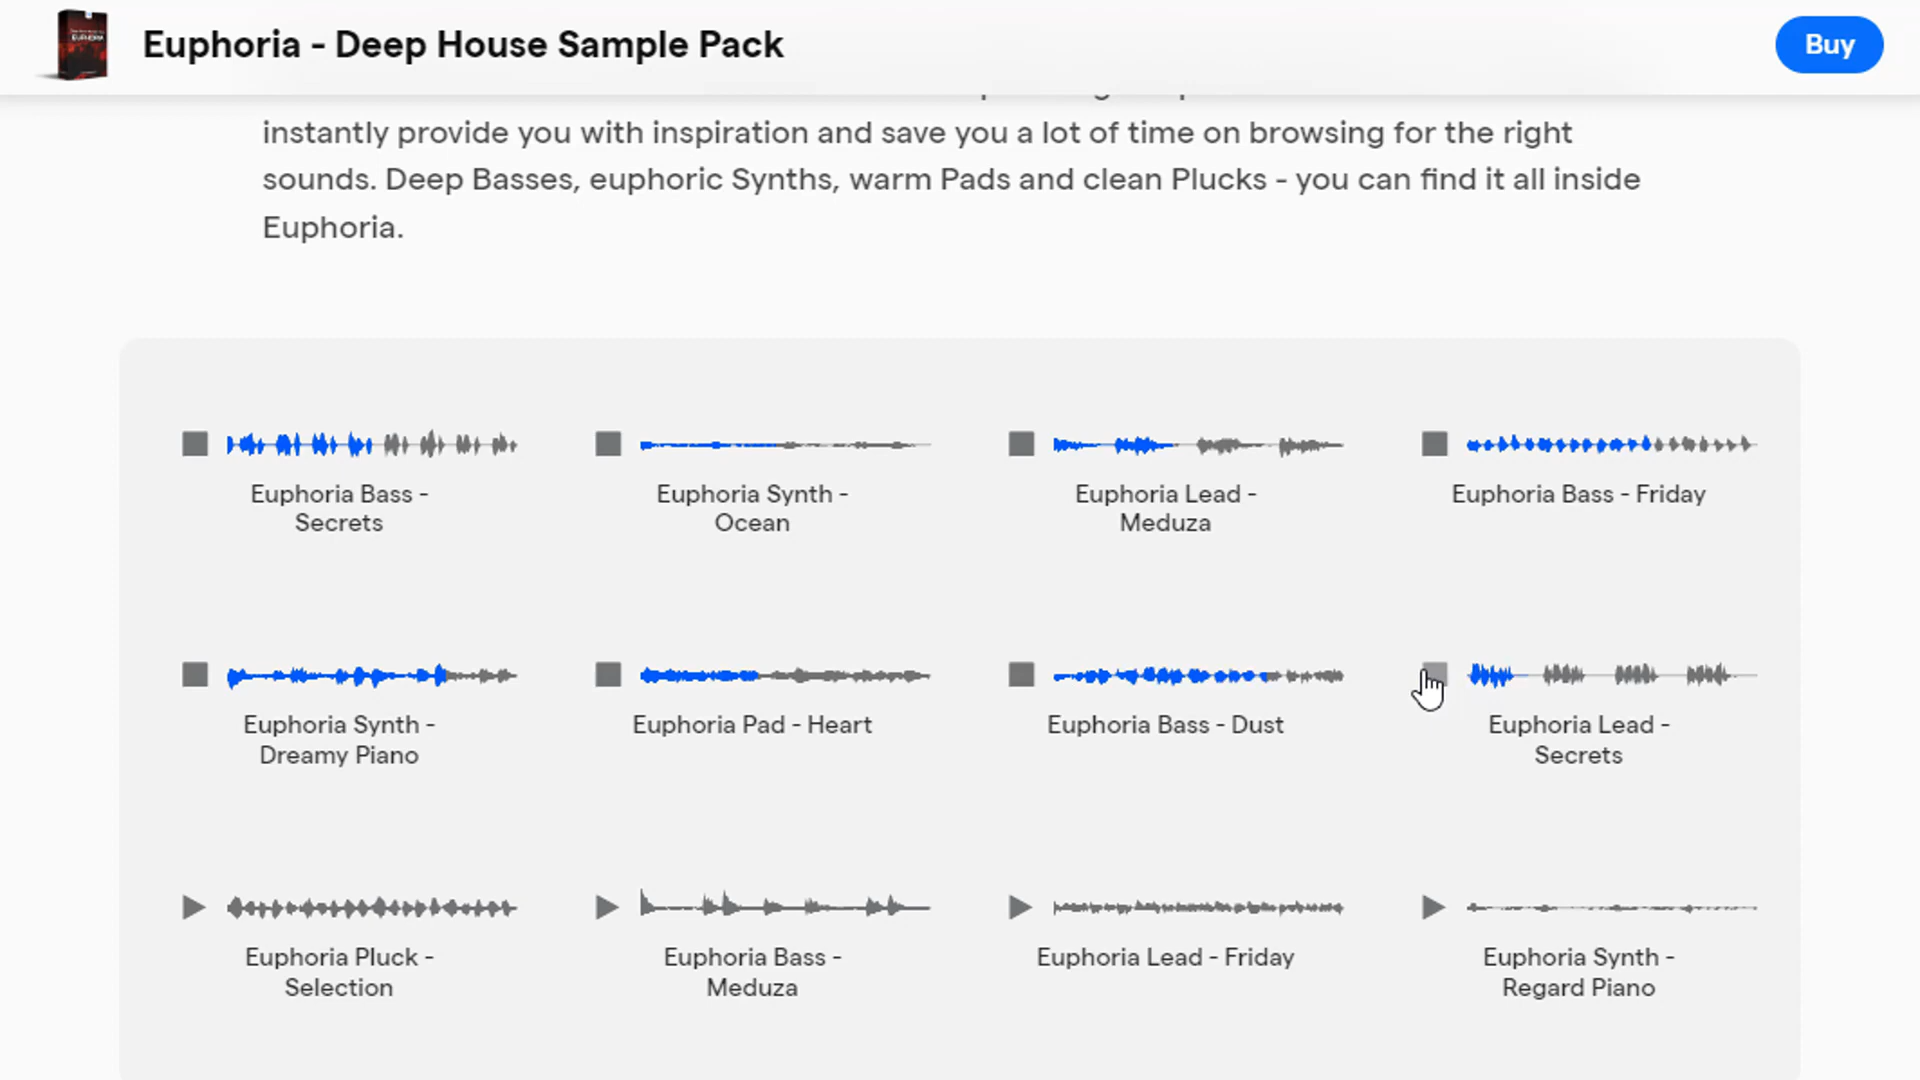 EUPHORIA
Euphoria - Deep House Sample Pack
Buy
instantly provide you with inspiration and save you a lot of time on browsing for the right
sounds. Deep Basses, euphoric Synths, warm Pads and clean Plucks - you can find it all inside
Euphoria.
Euphoria Bass -
Secrets
Euphoria Synth -
Ocean
Euphoria Lead -
Meduza
Euphoria Bass - Friday
Euphoria Synth -
Dreamy Piano
Euphoria Pad - Heart
Euphoria Bass - Dust
Euphoria Lead -
Secrets
Euphoria Pluck -
Selection
Euphoria Bass -
Meduza
Euphoria Lead - Friday
Euphoria Synth -
Regard Piano